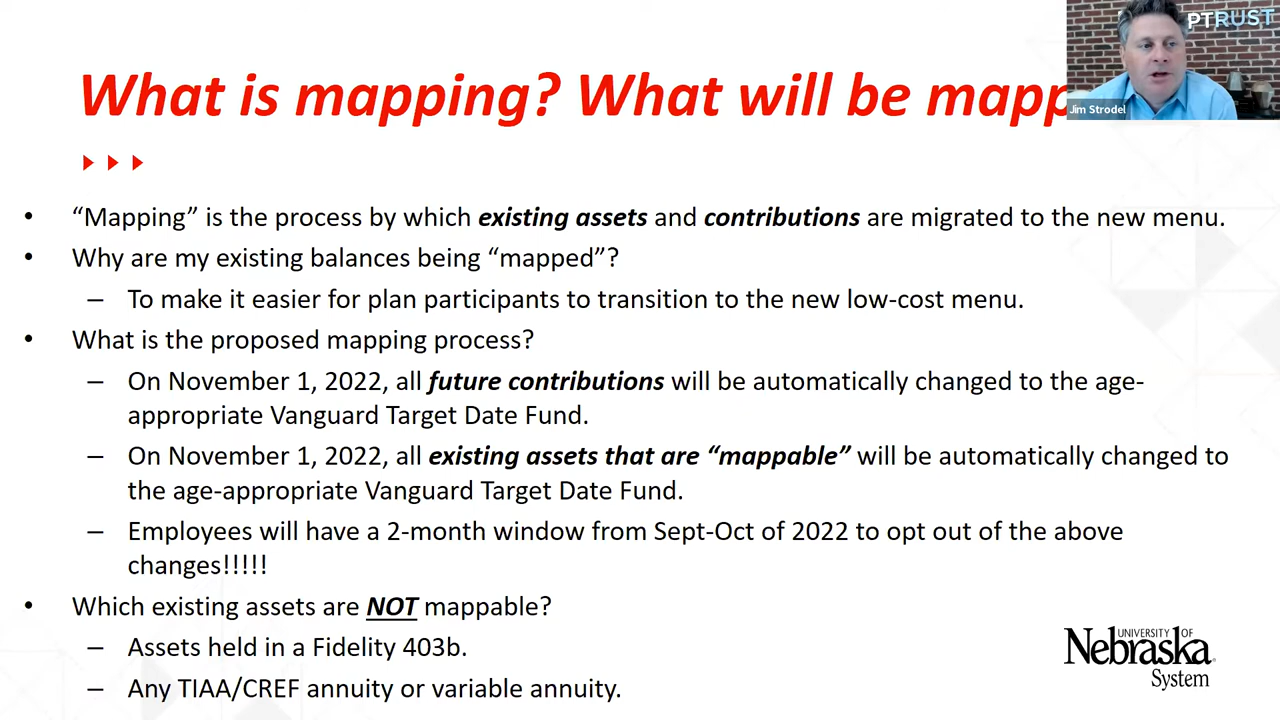 PTRUST
Jim Strodel
What is mapping? What will be mapp
• “Mapping” is the process by which existing assets and contributions are migrated to the new menu.
• Why are my existing balances being “mapped”?
– To make it easier for plan participants to transition to the new low-cost menu.
• What is the proposed mapping process?
– On November 1, 2022, all future contributions will be automatically changed to the age-
appropriate Vanguard Target Date Fund.
– On November 1, 2022, all existing assets that are “mappable” will be automatically changed to
the age-appropriate Vanguard Target Date Fund.
– Employees will have a 2-month window from Sept-Oct of 2022 to opt out of the above
changes!!!!!
• Which existing assets are NOT mappable?
– Assets held in a Fidelity 403b.
– Any TIAA/CREF annuity or variable annuity.
UNIVERSITY OF
Nebraska
System